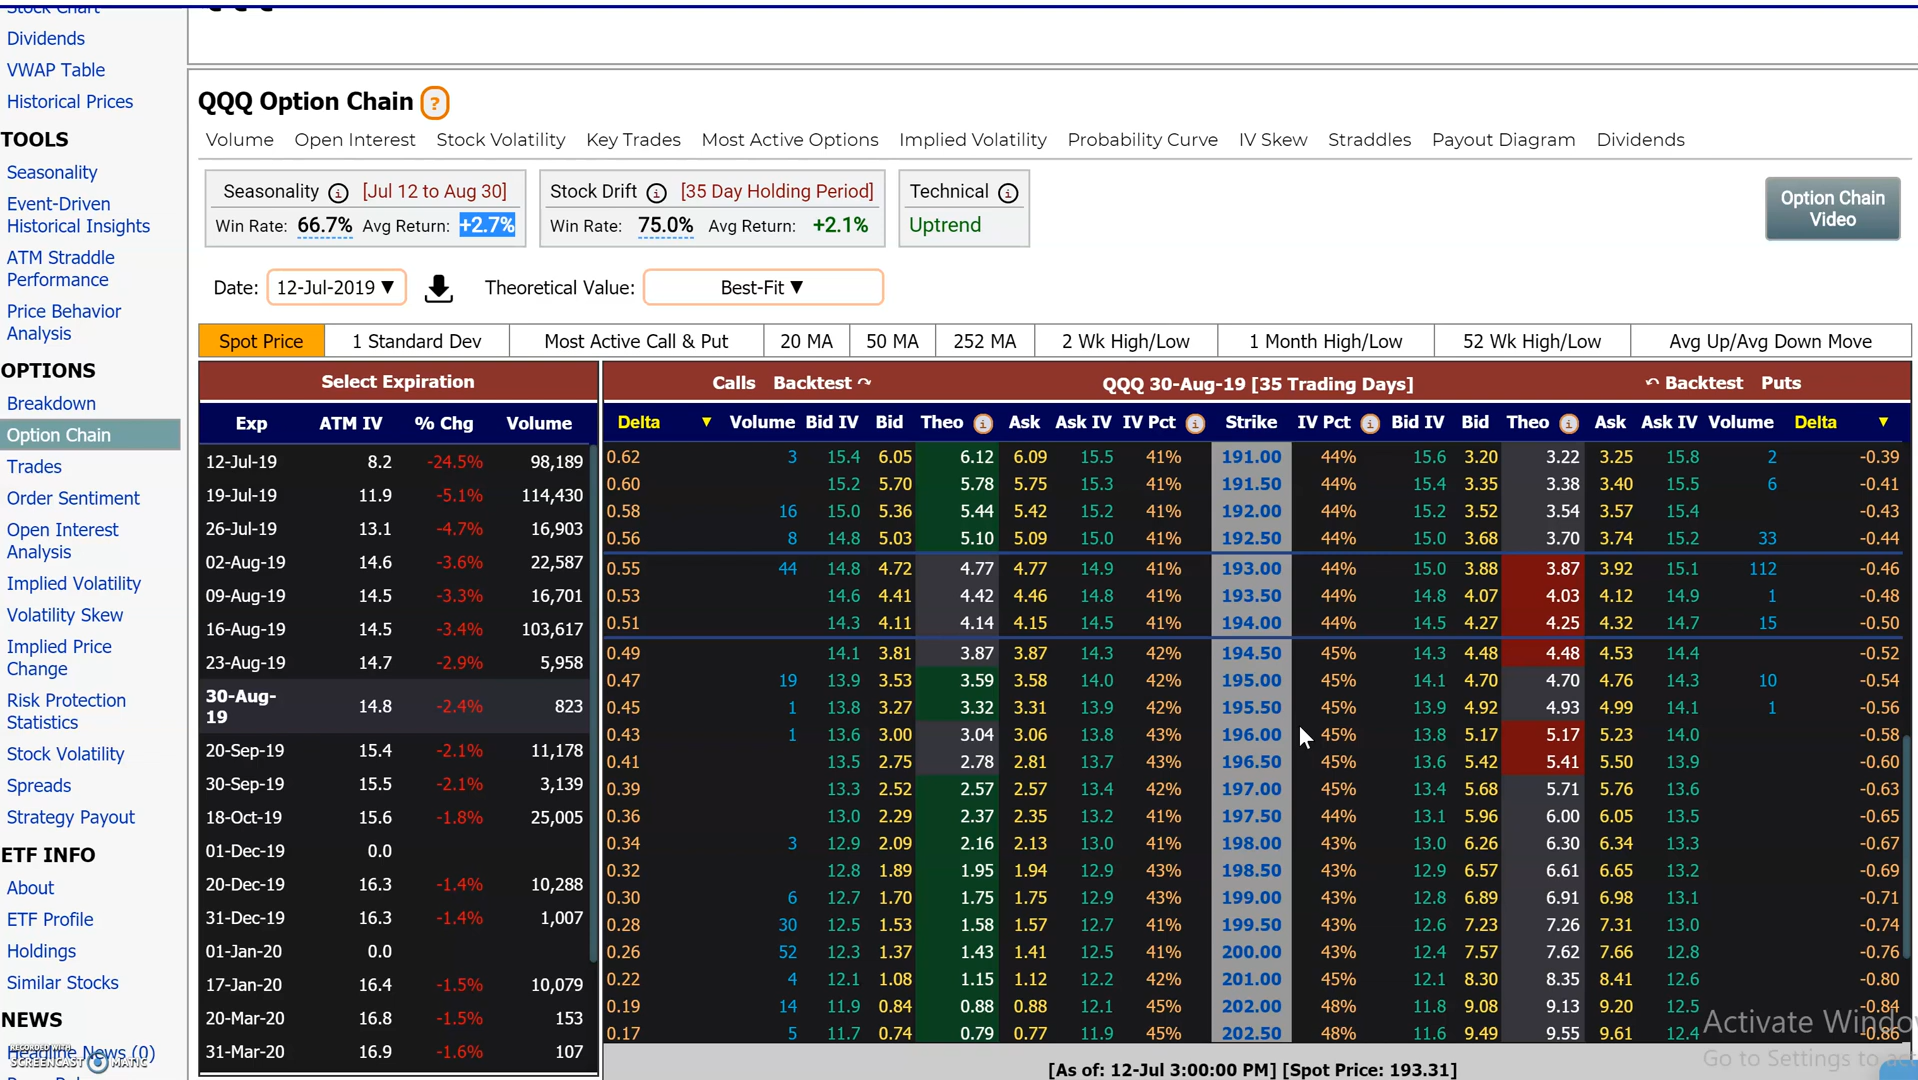 Stock Chart
Dividends
VWAP Table
Historical Prices
TOOLS
Seasonality
Event-Driven
Historical Insights
ATM Straddle
Performance
Price Behavior
Analysis
OPTIONS
Breakdown
Option Chain
Trades
Order Sentiment
Open Interest
Analysis
Implied Volatility
Volatility Skew
Implied Price
Change
Risk Protection
Statistics
Stock Volatility
Spreads
Strategy Payout
ETF INFO
About
ETF Profile
Holdings
Similar Stocks
NEWS
Headline News (0)
RECORDED WITH
SCREENCAST MATIC
QQQ Option Chain ?
Volume Open Interest Stock Volatility Key Trades Most Active Options Implied Volatility Probability Curve IV Skew Straddles Payout Diagram Dividends
Seasonality [Jul 12 to Aug 30]
Win Rate: 66.7% Avg Return: +2.7%
Stock Drift [35 Day Holding Period]
Win Rate: 75.0% Avg Return: +2.1%
Technical
Uptrend
Option Chain
Video
Date: 12-Jul-2019 ▼ Theoretical Value: Best-Fit ▼
Spot Price 1 Standard Dev Most Active Call & Put 20 MA 50 MA 252 MA 2 Wk High/Low 1 Month High/Low 52 Wk High/Low Avg Up/Avg Down Move
Select Expiration
Exp ATM IV % Chg Volume
12-Jul-19 8.2 -24.5% 98,189
19-Jul-19 11.9 -5.1% 114,430
26-Jul-19 13.1 -4.7% 16,903
02-Aug-19 14.6 -3.6% 22,587
09-Aug-19 14.5 -3.3% 16,701
16-Aug-19 14.5 -3.4% 103,617
23-Aug-19 14.7 -2.9% 5,958
30-Aug-
19 14.8 -2.4% 823
20-Sep-19 15.4 -2.1% 11,178
30-Sep-19 15.5 -2.1% 3,139
18-Oct-19 15.6 -1.8% 25,005
01-Dec-19 0.0
20-Dec-19 16.3 -1.4% 10,288
31-Dec-19 16.3 -1.4% 1,007
01-Jan-20 0.0
17-Jan-20 16.4 -1.5% 10,079
20-Mar-20 16.8 -1.5% 153
31-Mar-20 16.9 -1.6% 107
Calls Backtest ↷ QQQ 30-Aug-19 [35 Trading Days] ↶ Backtest Puts
Delta ▼ Volume Bid IV Bid Theo Ask Ask IV IV Pct Strike IV Pct Bid IV Bid Theo Ask Ask IV Volume Delta ▼
0.62 3 15.4 6.05 6.12 6.09 15.5 41% 191.00 44% 15.6 3.20 3.22 3.25 15.8 2 -0.39
0.60 15.2 5.70 5.78 5.75 15.3 41% 191.50 44% 15.4 3.35 3.38 3.40 15.5 6 -0.41
0.58 16 15.0 5.36 5.44 5.42 15.2 41% 192.00 44% 15.2 3.52 3.54 3.57 15.4 -0.43
0.56 8 14.8 5.03 5.10 5.09 15.0 41% 192.50 44% 15.0 3.68 3.70 3.74 15.2 33 -0.44
0.55 44 14.8 4.72 4.77 4.77 14.9 41% 193.00 44% 15.0 3.88 3.87 3.92 15.1 112 -0.46
0.53 14.6 4.41 4.42 4.46 14.8 41% 193.50 44% 14.8 4.07 4.03 4.12 14.9 1 -0.48
0.51 14.3 4.11 4.14 4.15 14.5 41% 194.00 44% 14.5 4.27 4.25 4.32 14.7 15 -0.50
0.49 14.1 3.81 3.87 3.87 14.3 42% 194.50 45% 14.3 4.48 4.48 4.53 14.4 -0.52
0.47 19 13.9 3.53 3.59 3.58 14.0 42% 195.00 45% 14.1 4.70 4.70 4.76 14.3 10 -0.54
0.45 1 13.8 3.27 3.32 3.31 13.9 42% 195.50 45% 13.9 4.92 4.93 4.99 14.1 1 -0.56
0.43 1 13.6 3.00 3.04 3.06 13.8 43% 196.00 45% 13.8 5.17 5.17 5.23 14.0 -0.58
0.41 13.5 2.75 2.78 2.81 13.7 43% 196.50 45% 13.6 5.42 5.41 5.50 13.9 -0.60
0.39 13.3 2.52 2.57 2.57 13.4 42% 197.00 45% 13.4 5.68 5.71 5.76 13.6 -0.63
0.36 13.0 2.29 2.37 2.35 13.2 41% 197.50 44% 13.1 5.96 6.00 6.05 13.5 -0.65
0.34 3 12.9 2.09 2.16 2.13 13.0 41% 198.00 43% 13.0 6.26 6.30 6.34 13.3 -0.67
0.32 12.8 1.89 1.95 1.94 12.9 43% 198.50 43% 12.9 6.57 6.61 6.65 13.2 -0.69
0.30 6 12.7 1.70 1.75 1.75 12.9 43% 199.00 43% 12.8 6.89 6.91 6.98 13.1 -0.71
0.28 30 12.5 1.53 1.58 1.57 12.7 41% 199.50 43% 12.6 7.23 7.26 7.31 13.0 -0.74
0.26 52 12.3 1.37 1.43 1.41 12.5 41% 200.00 43% 12.4 7.57 7.62 7.66 12.8 -0.76
0.22 4 12.1 1.08 1.15 1.12 12.2 42% 201.00 45% 12.1 8.30 8.35 8.41 12.6 -0.80
0.19 14 11.9 0.84 0.88 0.88 12.1 45% 202.00 48% 11.8 9.08 9.13 9.20 12.5 -0.84
0.17 5 11.7 0.74 0.79 0.77 11.9 45% 202.50 48% 11.6 9.49 9.55 9.61 12.4 -0.86
[As of: 12-Jul 3:00:00 PM] [Spot Price: 193.31]
Activate Windo
Go to Settings to